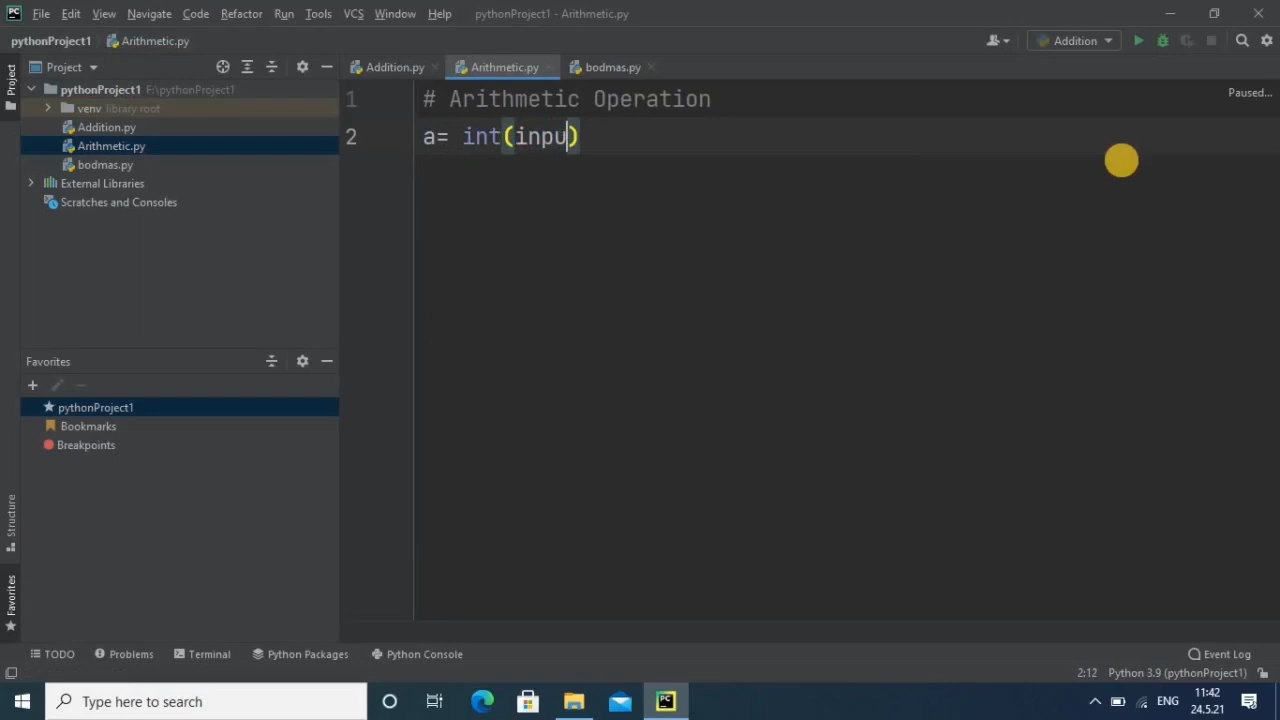 File Edit View Navigate Code Refactor Run Tools VCS Window Help pythonProject1 - Arithmetic.py
pythonProject1 Arithmetic.py Addition
Project Addition.py Arithmetic.py bodmas.py
Project
pythonProject1 F:\pythonProject1
venv library root
Addition.py
Arithmetic.py
bodmas.py
External Libraries
Scratches and Consoles
1 # Arithmetic Operation
2 a= int(inpu)
Paused...
Favorites
pythonProject1
Bookmarks
Breakpoints
Structure
Favorites
TODO Problems Terminal Python Packages Python Console Event Log
2:12 Python 3.9 (pythonProject1)
Type here to search
ENG
11:42
24.5.21